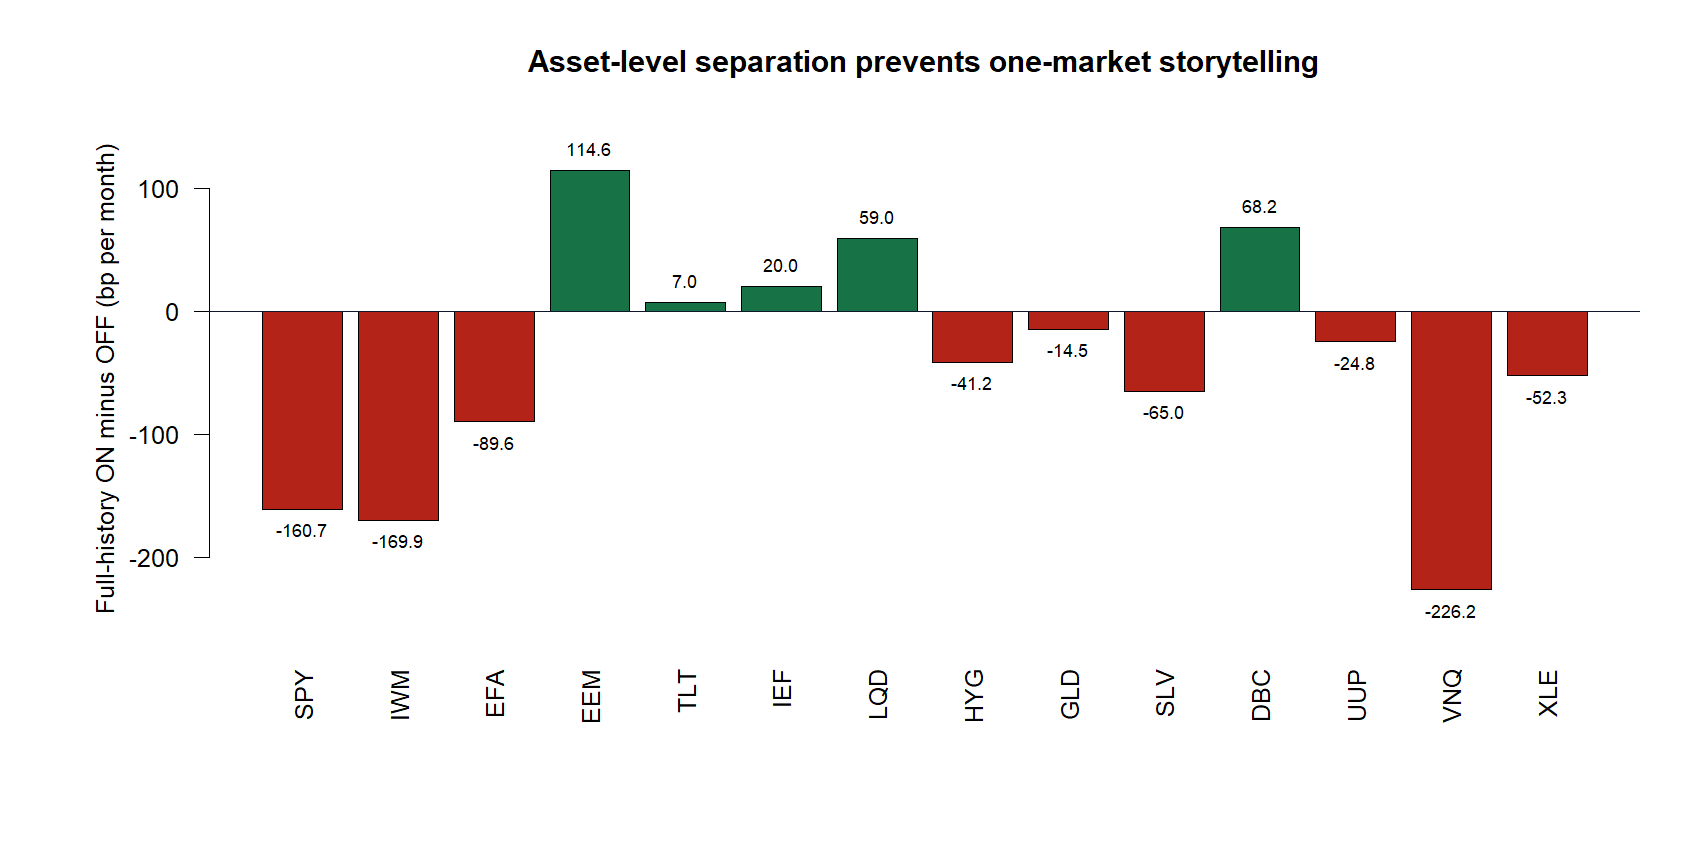 Asset-level separation prevents one-market storytelling
Full-history ON minus OFF (bp per month)
100
0
-100
-200
-160.7
-169.9
-89.6
114.6
7.0
20.0
59.0
-41.2
-14.5
-65.0
68.2
-24.8
-226.2
-52.3
SPY
IWM
EFA
EEM
TLT
IEF
LQD
HYG
GLD
SLV
DBC
UUP
VNQ
XLE